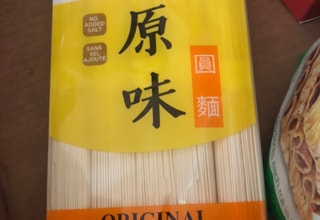 NO
ADDED
SALT
SANS
SEL
AJOUTÉ
原味
圓麵
ORIGINAL